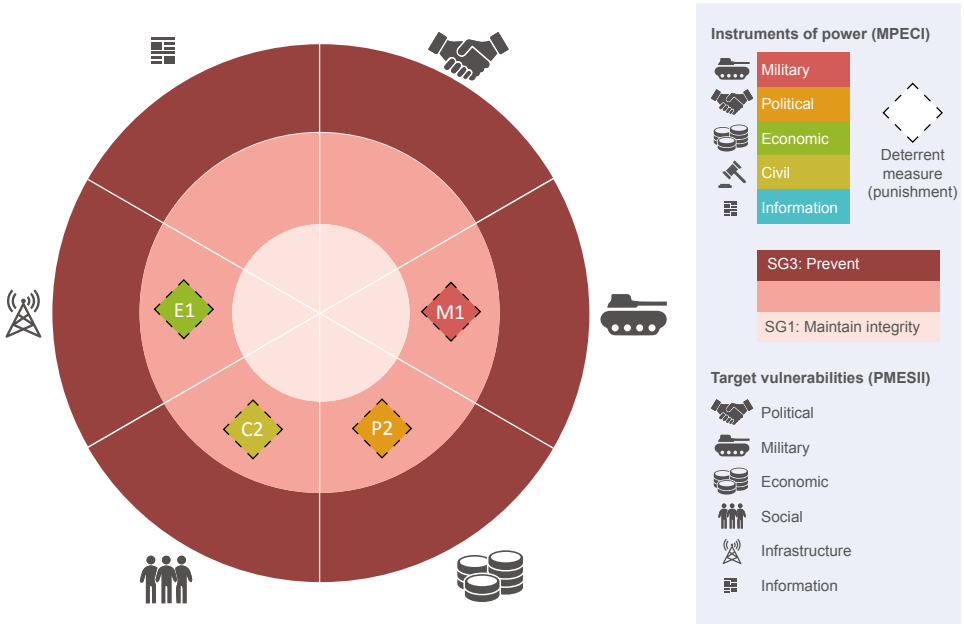 Instruments of power (MPECI)
Military
Political
Economic
Civil
Information
Deterrent
measure
(punishment)
SG3: Prevent
SG1: Maintain integrity
Target vulnerabilities (PMESII)
Political
Military
Economic
Social
Infrastructure
Information
E1
M1
C2
P2